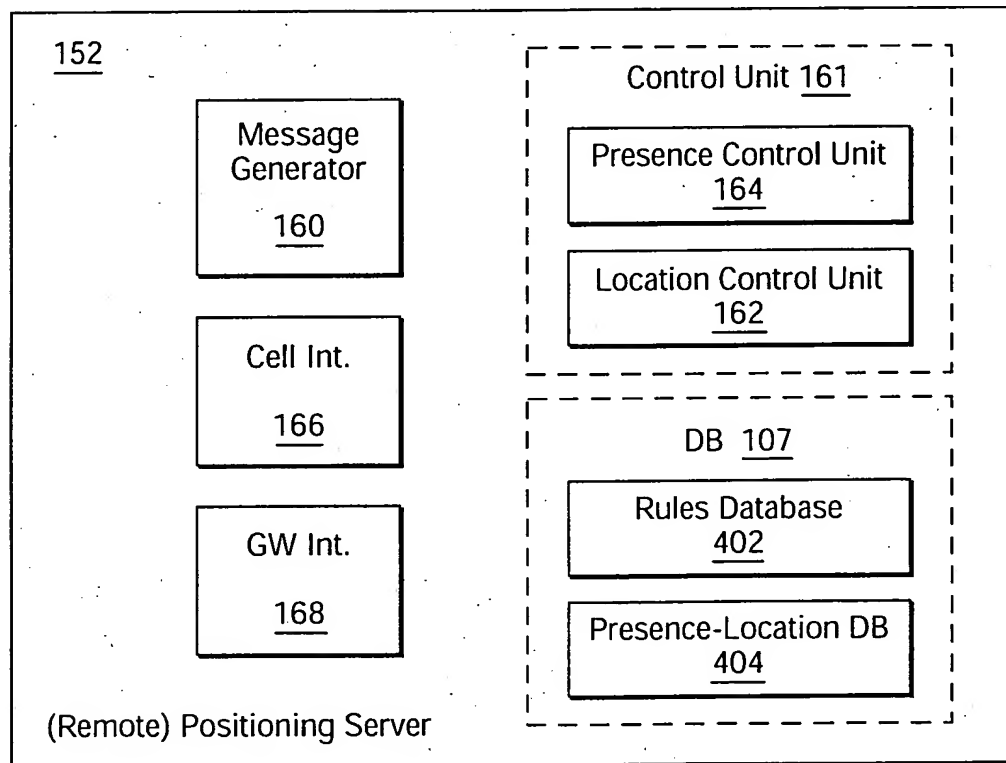 152
Message
Generator
160
Cell Int.
166
GW Int.
168
(Remote) Positioning Server
Control Unit 161
Presence Control Unit
164
Location Control Unit
162
DB 107
Rules Database
402
Presence-Location DB
404